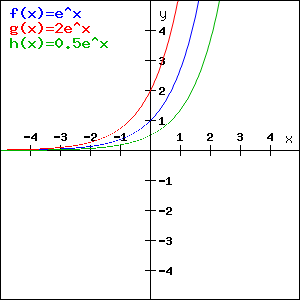 f(x)=e^x
g(x)=2e^x
h(x)=0.5e^x
y
4
3
2
1
-4 -3 -2 -1 1 2 3 4 x
-1
-2
-3
-4